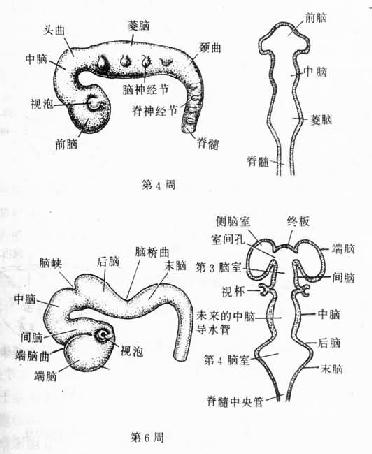 头曲
菱脑
颈曲
中脑
视泡
前脑
脑神经节
脊神经节
脊髓
前脑
中脑
菱脑
脊髓
第4周
脑峡
后脑
脑桥曲
末脑
中脑
间脑
端脑曲
端脑
视泡
侧脑室
终板
室间孔
端脑
第3脑室
间脑
视杯
未来的中脑
导水管
中脑
后脑
第4脑室
末脑
脊髓中央管
第6周